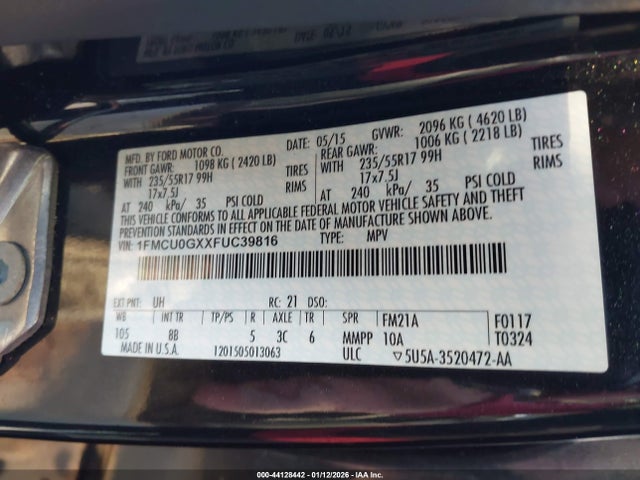 MFD. BY FORD MOTOR CO.
DATE: 05/15 GVWR: 2096 KG ( 4620 LB)
FRONT GAWR: 1098 KG ( 2420 LB)
REAR GAWR: 1006 KG ( 2218 LB)
WITH 235/55R17 99H TIRES
WITH 235/55R17 99H TIRES
17x7.5J RIMS
17x7.5J RIMS
AT 240 kPa/ 35 PSI COLD
AT 240 kPa/ 35 PSI COLD
THIS VEHICLE CONFORMS TO ALL APPLICABLE FEDERAL MOTOR VEHICLE SAFETY AND THEFT
PREVENTION STANDARDS IN EFFECT ON THE DATE OF MANUFACTURE SHOWN ABOVE.
VIN: 1FMCU0GXXFUC39816 TYPE: MPV
EXT PNT: UH RC: 21 DSO:
WB INT TR TP/PS R AXLE TR SPR FM21A F0117
105 8B 5 3C 6 MMPP 10A T0324
MADE IN U.S.A. 1201505013063 ULC 5U5A-3520472-AA
000-44128442 - 01/12/2026 - IAA Inc.